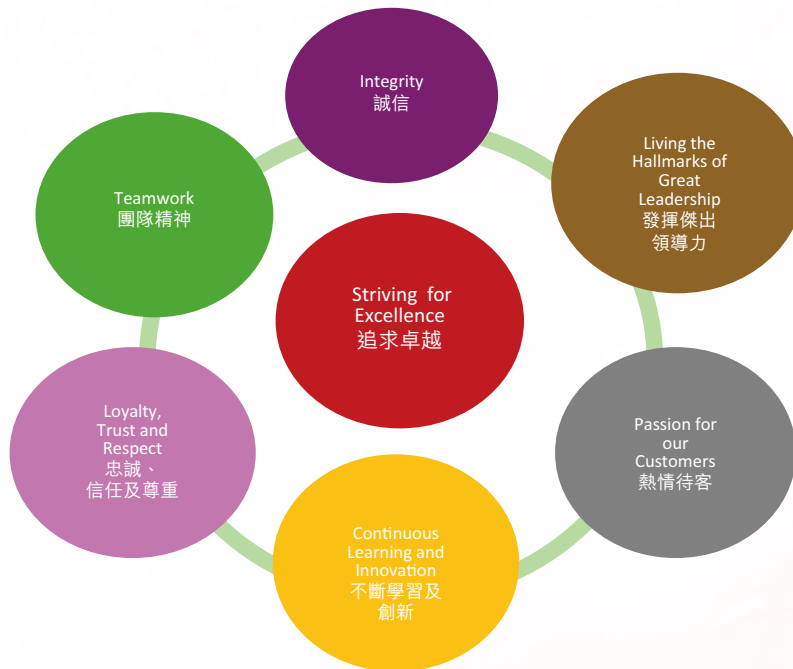 Integrity
誠信
Living the
Hallmarks of
Great
Leadership
發揮傑出
領導力
Teamwork
團隊精神
Striving for
Excellence
追求卓越
Loyalty,
Trust and
Respect
忠誠、
信任及尊重
Passion for
our
Customers
熱情待客
Continuous
Learning and
Innovation
不斷學習及
創新